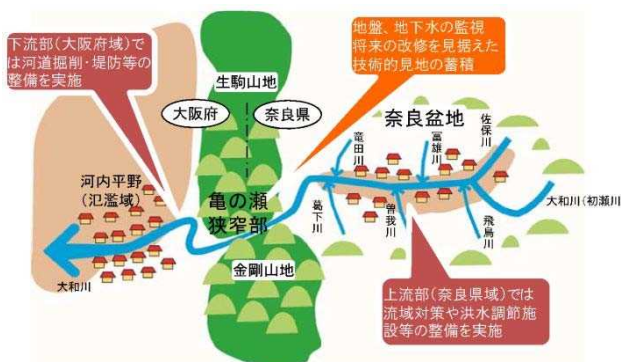 下流部(大阪府域)で
は河道掘削・堤防等の
整備を実施
地盤、地下水の監視
将来の改修を見据えた
技術的見地の蓄積
生駒山地
大阪府
奈良県
奈良盆地
佐保川
富雄川
竜田川
河内平野
(氾濫域)
亀の瀬
狭窄部
葛下川
曽我川
飛鳥川
大和川(初瀬川)
金剛山地
大和川
上流部(奈良県域)では
流域対策や洪水調節施
設等の整備を実施